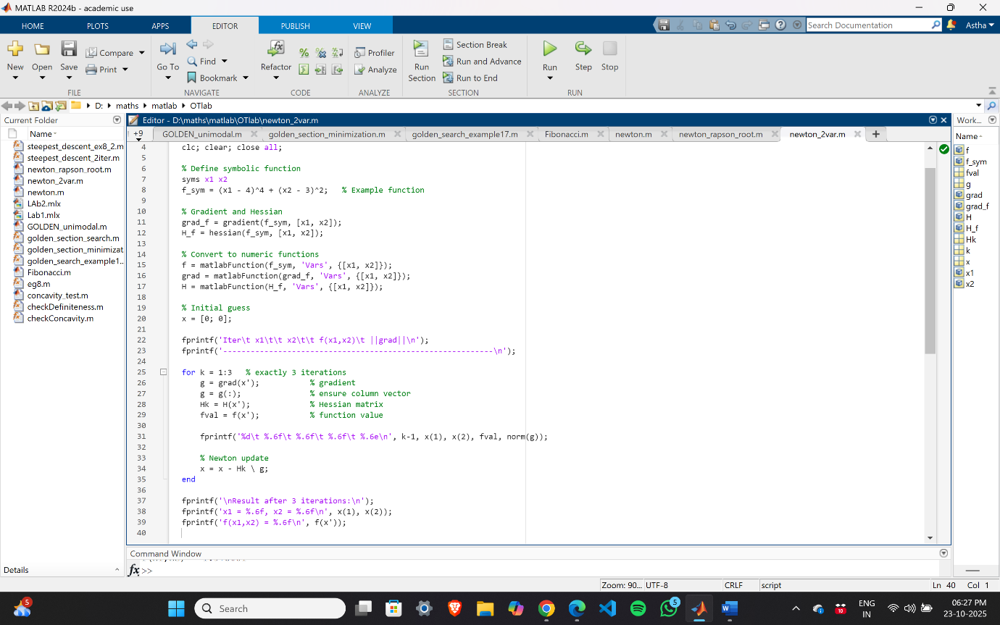 MATLAB R2024b - academic use
HOME PLOTS APPS EDITOR PUBLISH VIEW
Search Documentation
Astha
New Open Save Compare Print
FILE
Go To Find Bookmark
NAVIGATE
Refactor
CODE
Profiler
Analyze
ANALYZE
Run Section
Section Break
Run and Advance
Run to End
SECTION
Run Step Stop
RUN
D: maths matlab OTlab
Current Folder
Name
steepest_descent_ex8_2.m
steepest_descent_2iter.m
newton_rapson_root.m
newton_2var.m
newton.m
LAb2.mlx
Lab1.mlx
GOLDEN_unimodal.m
golden_section_search.m
golden_section_minimizat
golden_search_example1...
Fibonacci.m
eg8.m
concavity_test.m
checkDefiniteness.m
checkConcavity.m
Details
Editor - D:\maths\matlab\OTlab\newton_2var.m
+9 GOLDEN_unimodal.m golden_section_minimization.m golden_search_example17.m Fibonacci.m newton.m newton_rapson_root.m newton_2var.m
4 clc; clear; close all;
5
6 % Define symbolic function
7 syms x1 x2
8 f_sym = (x1 - 4)^4 + (x2 - 3)^2; % Example function
9
10 % Gradient and Hessian
11 grad_f = gradient(f_sym, [x1, x2]);
12 H_f = hessian(f_sym, [x1, x2]);
13
14 % Convert to numeric functions
15 f = matlabFunction(f_sym, 'Vars', {[x1, x2]});
16 grad = matlabFunction(grad_f, 'Vars', {[x1, x2]});
17 H = matlabFunction(H_f, 'Vars', {[x1, x2]});
18
19 % Initial guess
20 x = [0; 0];
21
22 fprintf('Iter\t x1\t\t x2\t\t f(x1,x2)\t ||grad||\n');
23 fprintf('-----------------------------------------------------------\n');
24
25 for k = 1:3 % exactly 3 iterations
26 g = grad(x'); % gradient
27 g = g(:); % ensure column vector
28 Hk = H(x'); % Hessian matrix
29 fval = f(x'); % function value
30
31 fprintf('%d\t %.6f\t %.6f\t %.6f\t %.6e\n', k-1, x(1), x(2), fval, norm(g));
32
33 % Newton update
34 x = x - Hk \ g;
35 end
36
37 fprintf('\nResult after 3 iterations:\n');
38 fprintf('x1 = %.6f, x2 = %.6f\n', x(1), x(2));
39 fprintf('f(x1,x2) = %.6f\n', f(x'));
40
Command Window
fx >>
Work...
Name
f
f_sym
fval
g
grad
grad_f
H
H_f
Hk
k
x
x1
x2
Zoom: 90... UTF-8 CRLF script Ln 40 Col 1
5
Search
5
10
ENG
IN
06:27 PM
23-10-2025